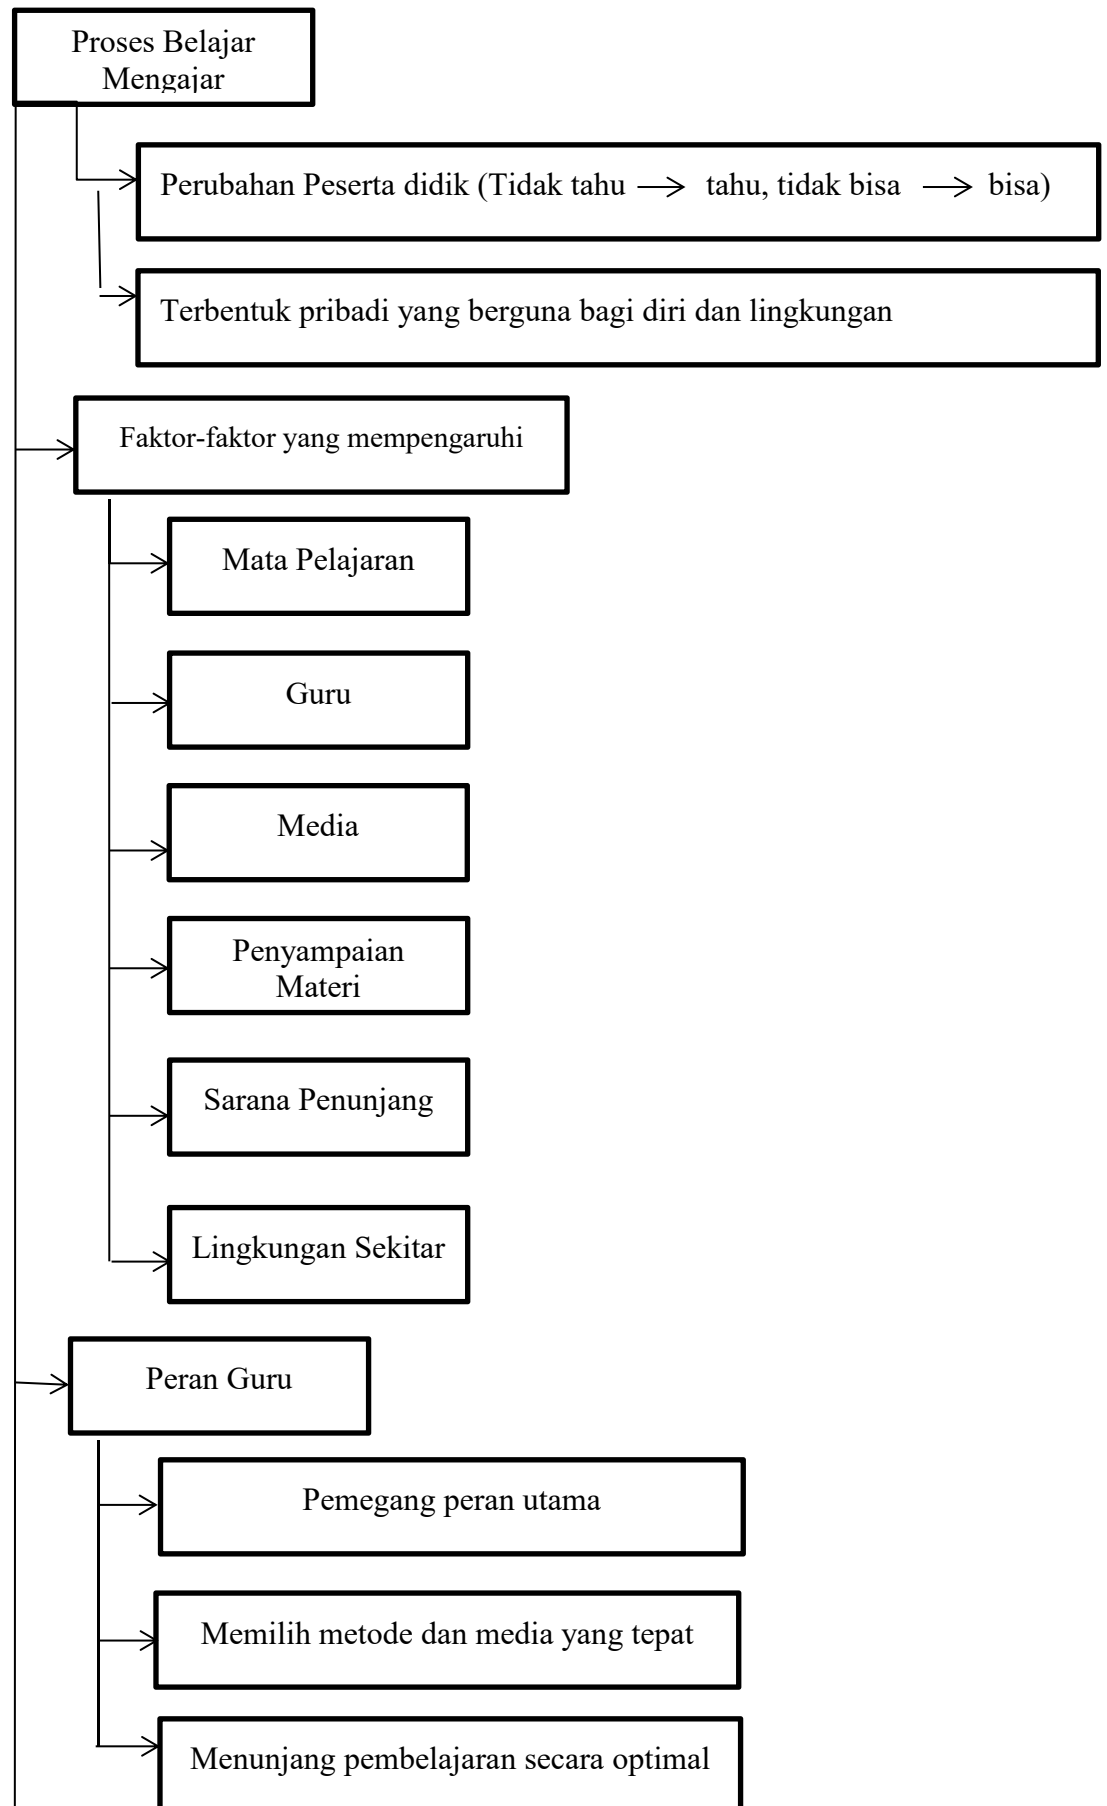 Proses Belajar
Mengajar
Perubahan Peserta didik (Tidak tahu → tahu, tidak bisa → bisa)
Terbentuk pribadi yang berguna bagi diri dan lingkungan
Faktor-faktor yang mempengaruhi
Mata Pelajaran
Guru
Media
Penyampaian
Materi
Sarana Penunjang
Lingkungan Sekitar
Peran Guru
Pemegang peran utama
Memilih metode dan media yang tepat
Menunjang pembelajaran secara optimal